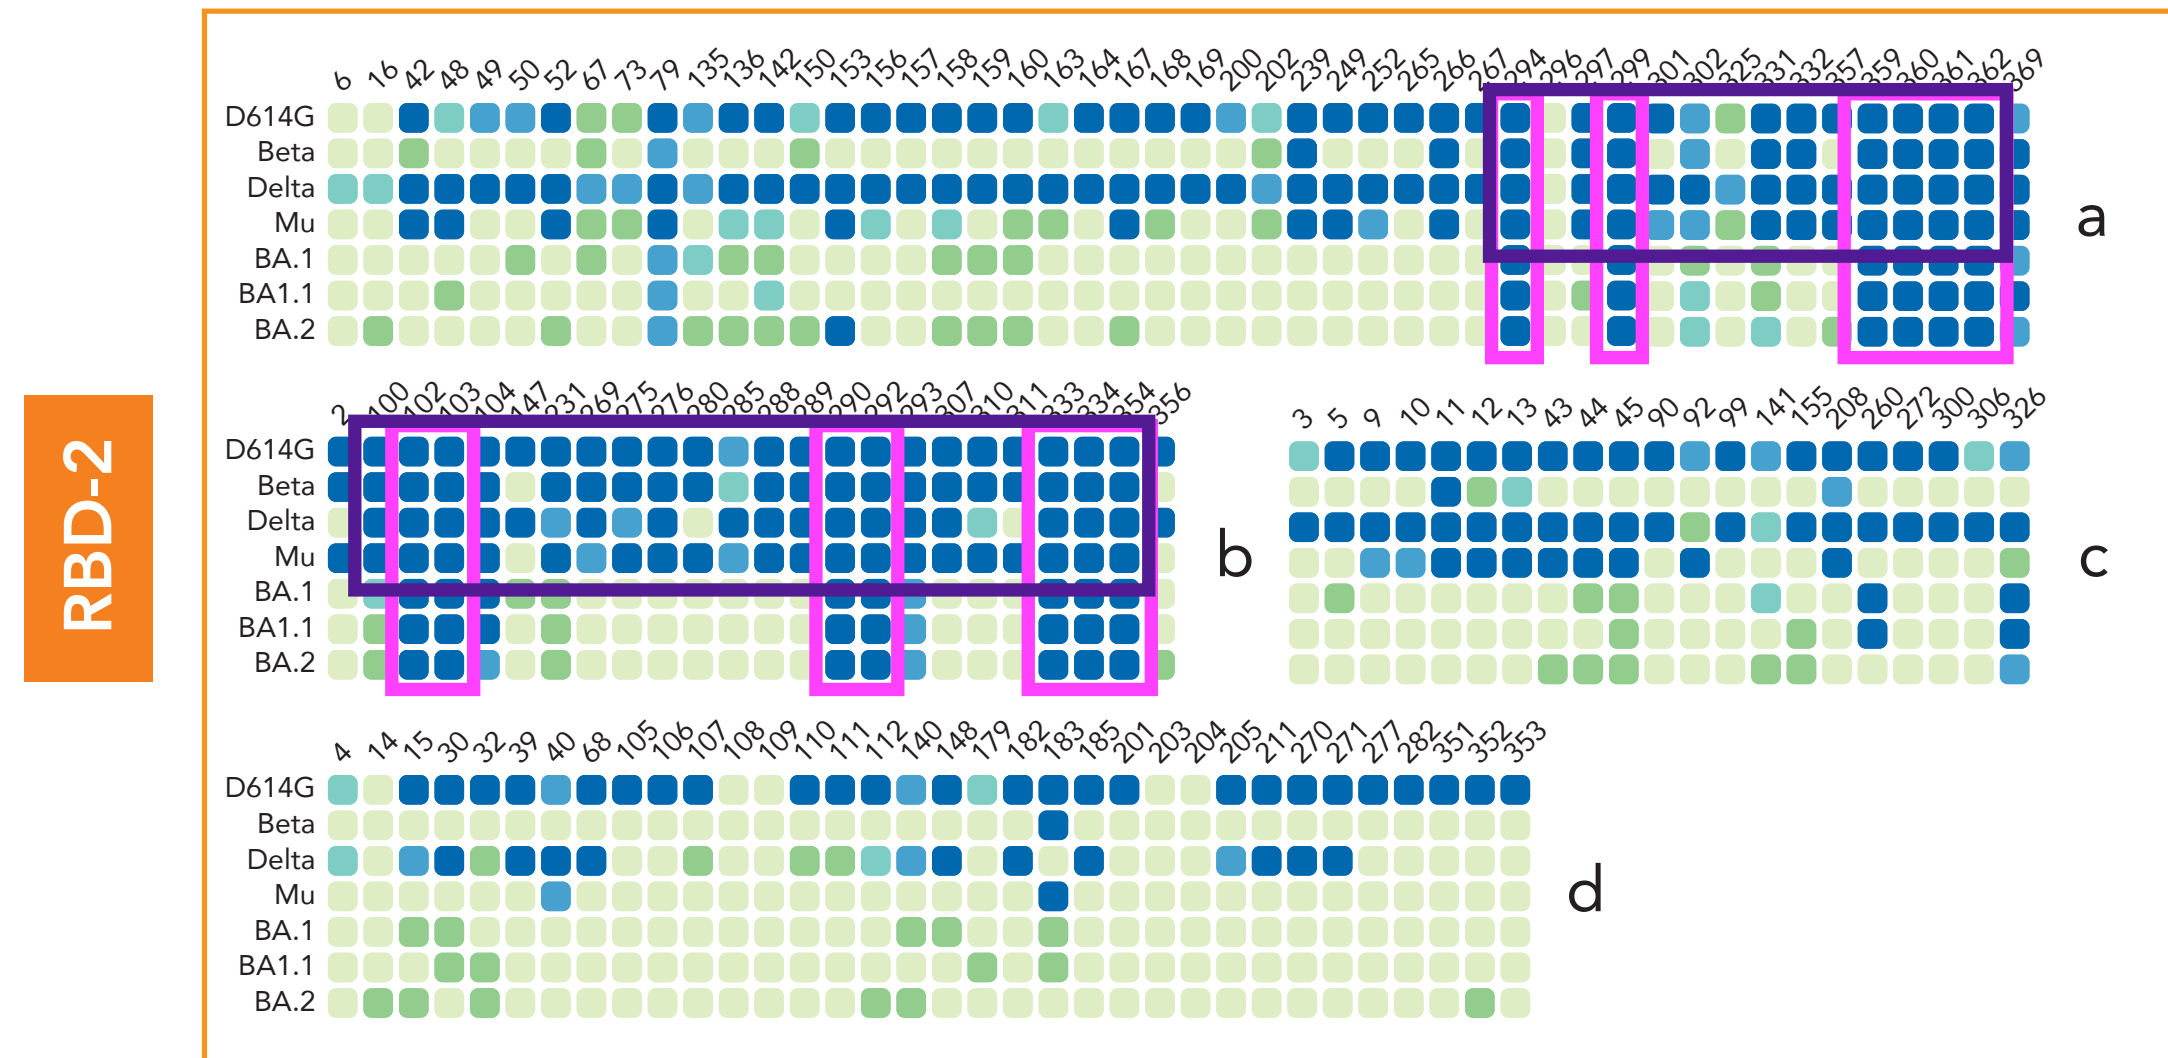 6 16 42 48 49 50 52 67 73 79 135 136 142 150 153 156 157 158 159 160 163 164 167 168 169 200 202 239 249 252 265 266 267 294 296 297 299 301 302 325 331 332 357 359 360 361 362 369
D614G
Beta
Delta
Mu
BA.1
BA1.1
BA.2
a
RBD-2
2 100 102 103 104 147 231 269 275 276 280 285 288 289 290 292 293 307 310 311 333 334 354 356
D614G
Beta
Delta
Mu
BA.1
BA1.1
BA.2
b
3 5 9 10 11 12 13 43 44 45 90 92 99 141 155 208 260 272 300 306 326
c
4 14 15 30 32 39 40 68 105 106 107 108 109 110 111 112 140 148 179 182 183 185 201 203 204 205 211 270 271 277 282 351 352 353
D614G
Beta
Delta
Mu
BA.1
BA1.1
BA.2
d